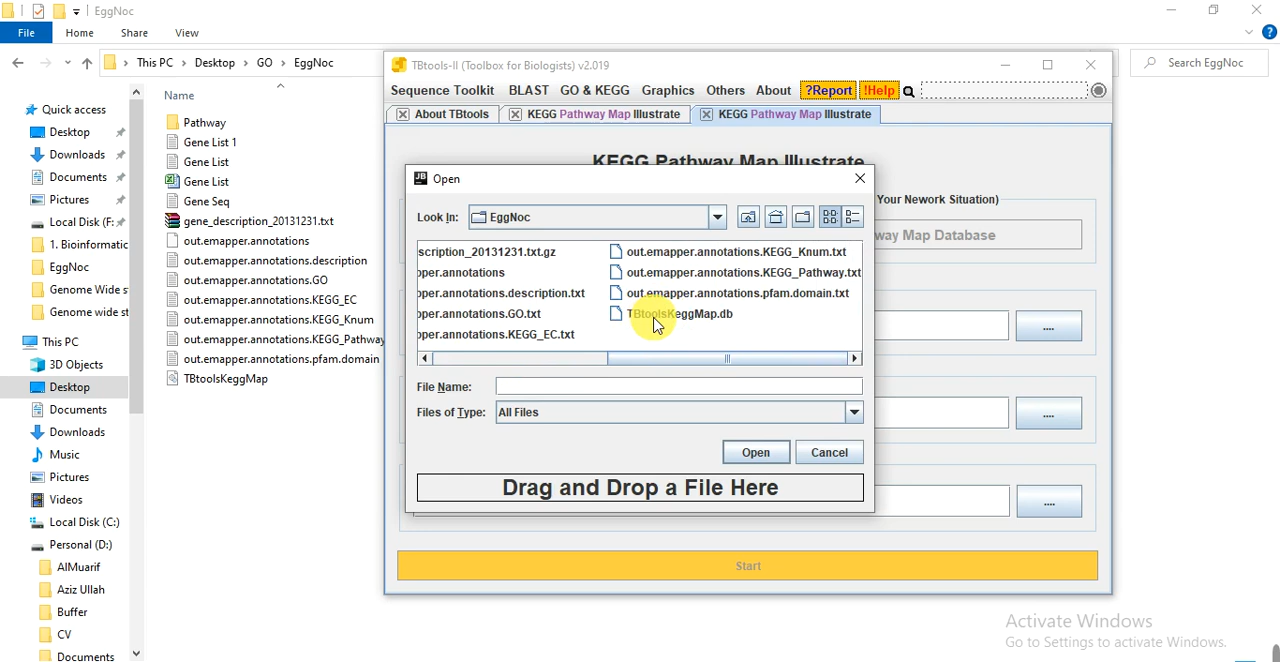 EggNoc
File Home Share View
This PC > Desktop > GO > EggNoc
Search EggNoc
Quick access
Desktop
Downloads
Documents
Pictures
Local Disk (F:
1. Bioinformatic
EggNoc
Genome Wide s
Genome wide st
This PC
3D Objects
Desktop
Documents
Downloads
Music
Pictures
Videos
Local Disk (C:)
Personal (D:)
AlMuarif
Aziz Ullah
Buffer
CV
Documents
Name
Pathway
Gene List 1
Gene List
Gene List
Gene Seq
gene_description_20131231.txt
out.emapper.annotations
out.emapper.annotations.description
out.emapper.annotations.GO
out.emapper.annotations.KEGG_EC
out.emapper.annotations.KEGG_Knum
out.emapper.annotations.KEGG_Pathway
out.emapper.annotations.pfam.domain
TBtoolsKeggMap
TBtools-II (Toolbox for Biologists) v2.019
Sequence Toolkit BLAST GO & KEGG Graphics Others About ?Report !Help
About TBtools KEGG Pathway Map Illustrate KEGG Pathway Map Illustrate
KEGG Pathway Map Illustrate
Your Nework Situation)
way Map Database
....
....
....
Start
Open
Look In: EggNoc
scription_20131231.txt.gz
pper.annotations
pper.annotations.description.txt
pper.annotations.GO.txt
pper.annotations.KEGG_EC.txt
out.emapper.annotations.KEGG_Knum.txt
out.emapper.annotations.KEGG_Pathway.txt
out.emapper.annotations.pfam.domain.txt
TBtoolsKeggMap.db
File Name:
Files of Type: All Files
Open Cancel
Drag and Drop a File Here
Activate Windows
Go to Settings to activate Windows.